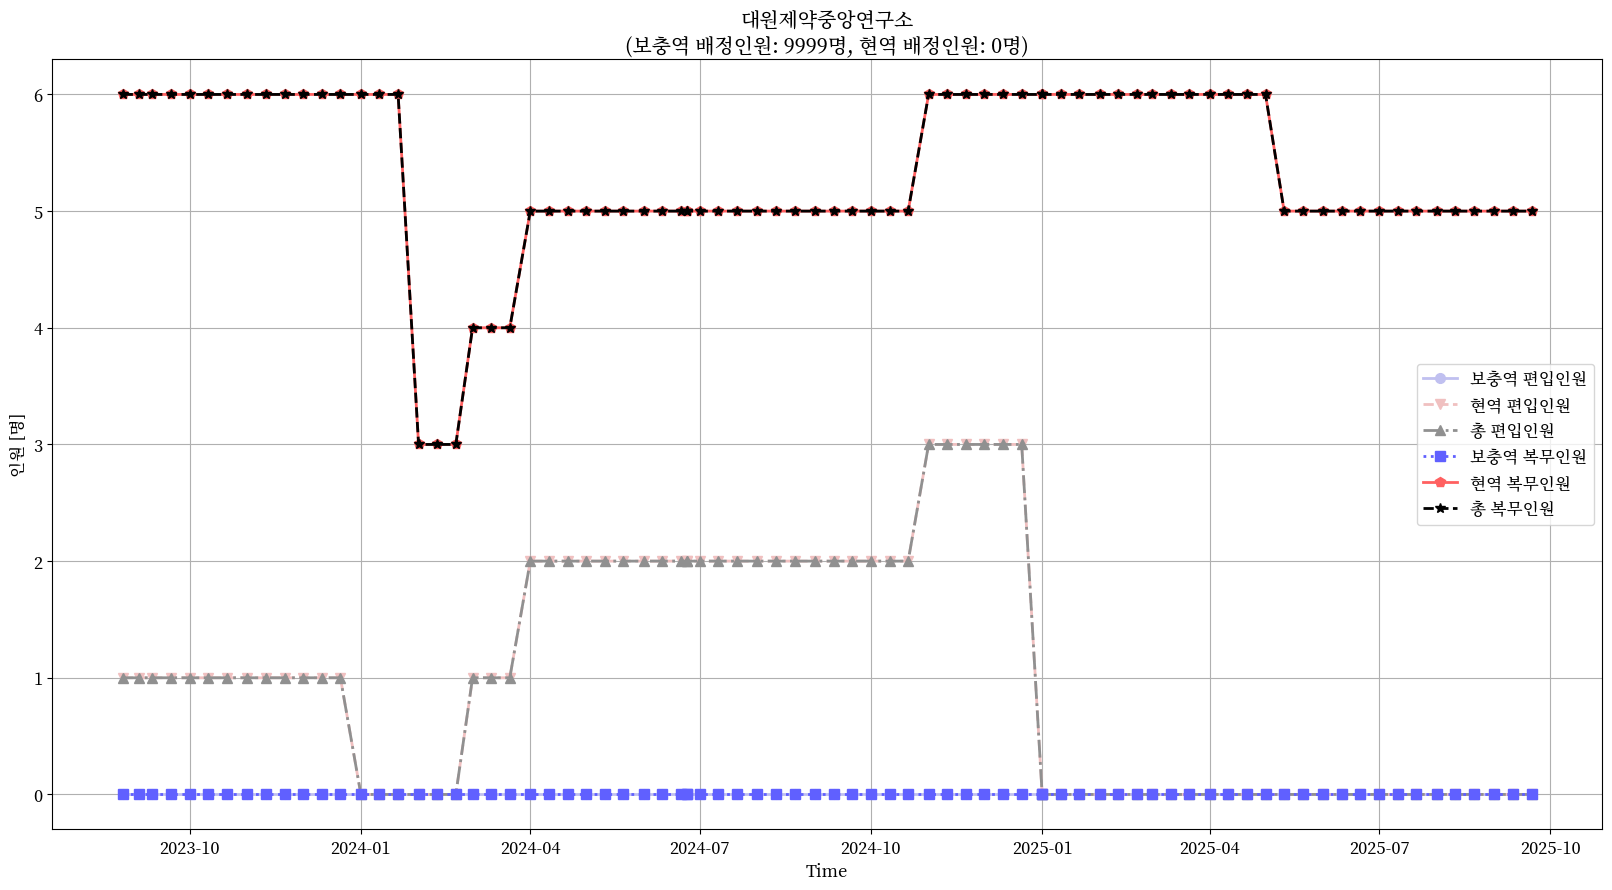 대원제약중앙연구소
(보충역 배정인원: 9999명, 현역 배정인원: 0명)
인원 [명]
6
5
4
3
2
1
0
보충역 편입인원
현역 편입인원
총 편입인원
보충역 복무인원
현역 복무인원
총 복무인원
2023-10
2024-01
2024-04
2024-07
2024-10
2025-01
2025-04
2025-07
2025-10
Time